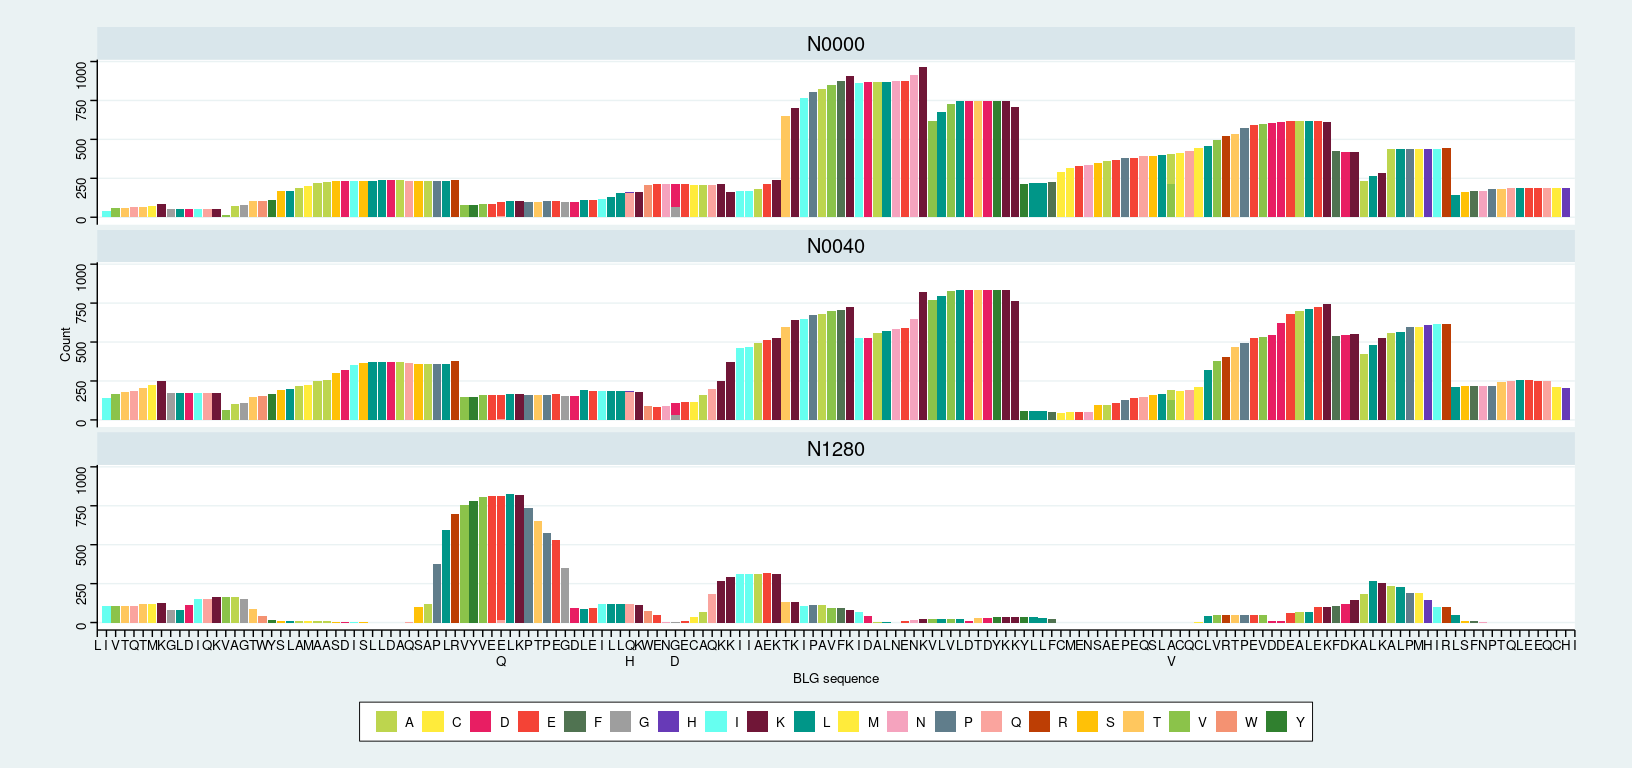 N0000
1000
750
500
250
0
N0040
1000
750
500
250
0
Count
N1280
1000
750
500
250
0
LIVTQTMKGLDIQKVAGTWYSLAMAASDISLLDAQSAPLRVYVEELKPTPEGDLEILLQKWENGECAQKKIIAEKTKIPAVFKIDALNENKVLVLDTDYKKYLLFCMENSAEPEQSLACQCLVRTPEVDDEALEKFDKALKALPMHIRLSFNPTQLEEQCHI
Q H D V
BLG sequence
A C D E F G H I K L M N P Q R S T V W Y